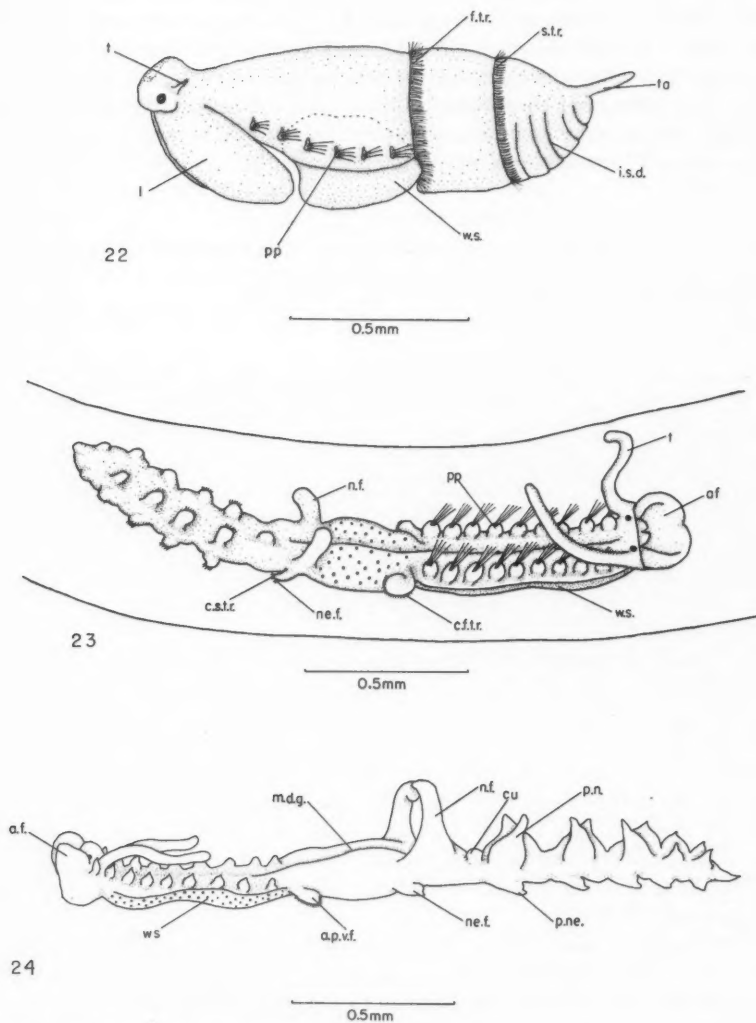 f.t.r.
s.t.r.
t
ta
l
i.s.d.
pp
w.s.
22
0.5mm
n.f.
pp
t
af
c.s.t.r.
ne.f.
c.f.t.r.
w.s.
23
0.5mm
m.d.g.
n.f.
cu
p.n.
a.f.
ws
a.p.v.f.
ne.f.
p.ne.
24
0.5mm